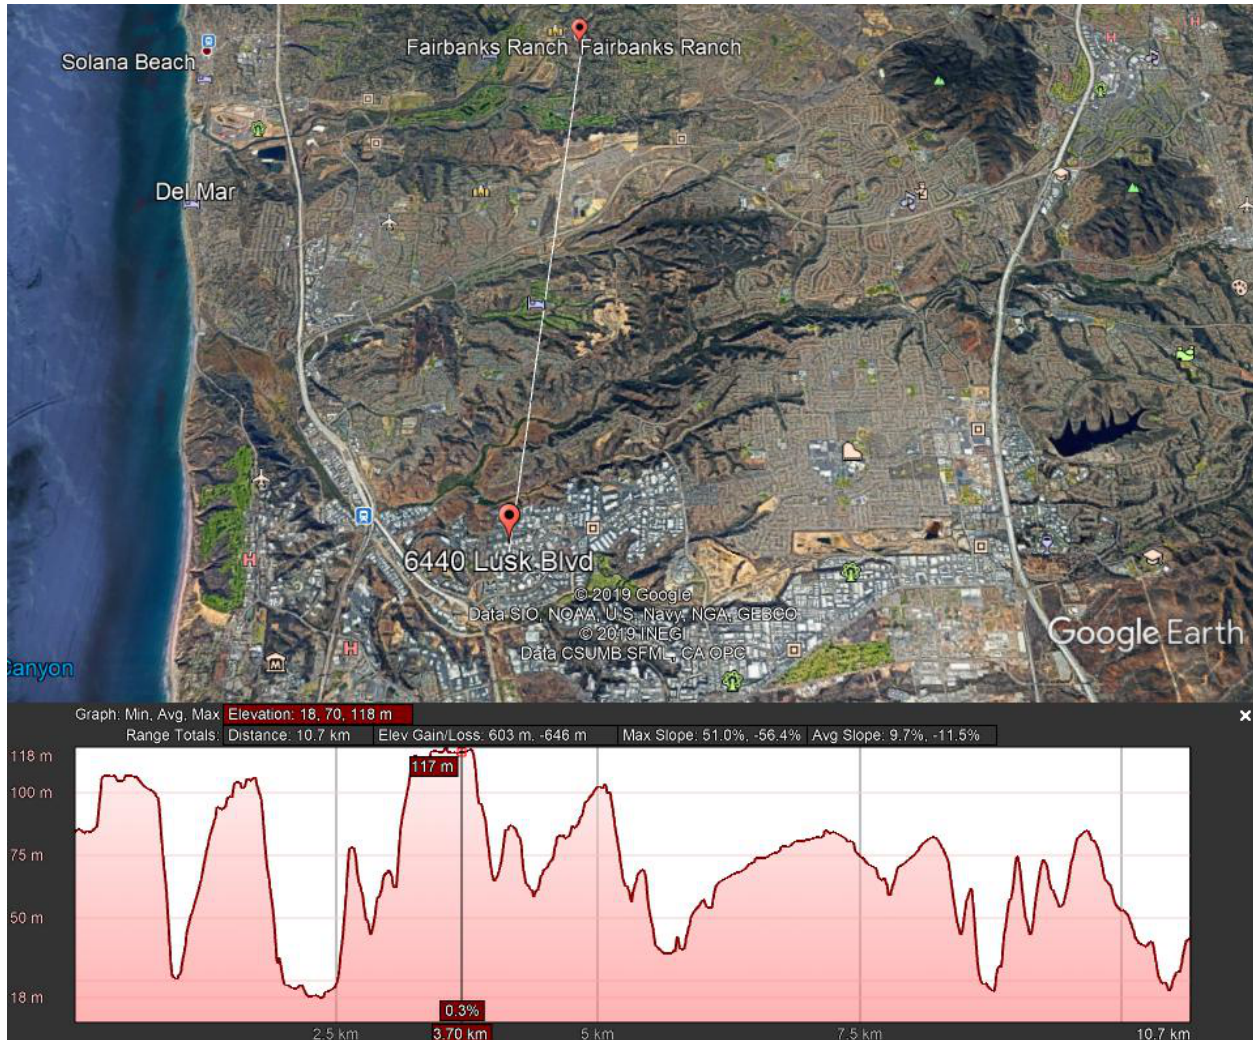 Fairbanks Ranch Fairbanks Ranch
Solana Beach
Del Mar
6440 Lusk Blvd
© 2019 Google
Data SIO, NOAA, U.S. Navy, NGA, GEBCO
© 2019 INEGI
Data CSUMB SFML, CA OPC
Google Earth
Canyon
Graph: Min, Avg, Max Elevation: 18, 70, 118 m
Range Totals: Distance: 10.7 km Elev Gain/Loss: 603 m, -646 m Max Slope: 51.0%, -56.4% Avg Slope: 9.7%, -11.5%
118 m
117 m
100 m
75 m
50 m
18 m
0.3%
2.5 km 3.70 km 5 km 7.5 km 10.7 km